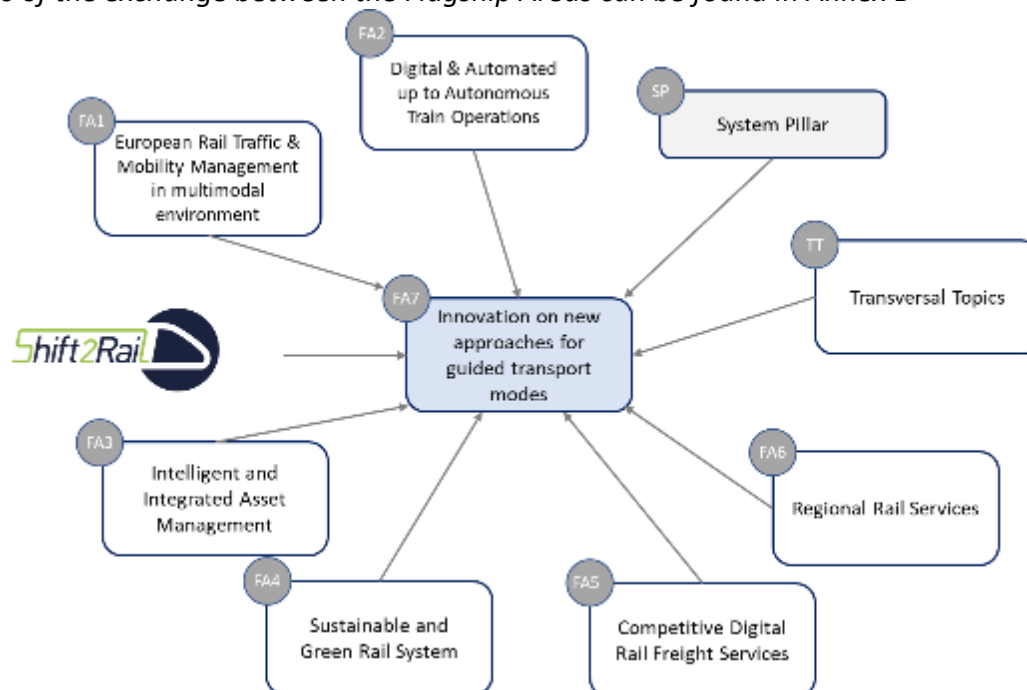 of the exchange between the Flagship Areas can be found in Annex B
FA2
Digital & Automated
up to Autonomous
Train Operations
SP
System Pillar
FA1
European Rail Traffic &
Mobility Management
in multimodal
environment
TT
Transversal Topics
FA7
Innovation on new
approaches for
guided transport
modes
Shift2Rail
FA3
Intelligent and
Integrated Asset
Management
FA6
Regional Rail Services
FA4
Sustainable and
Green Rail System
FA5
Competitive Digital
Rail Freight Services